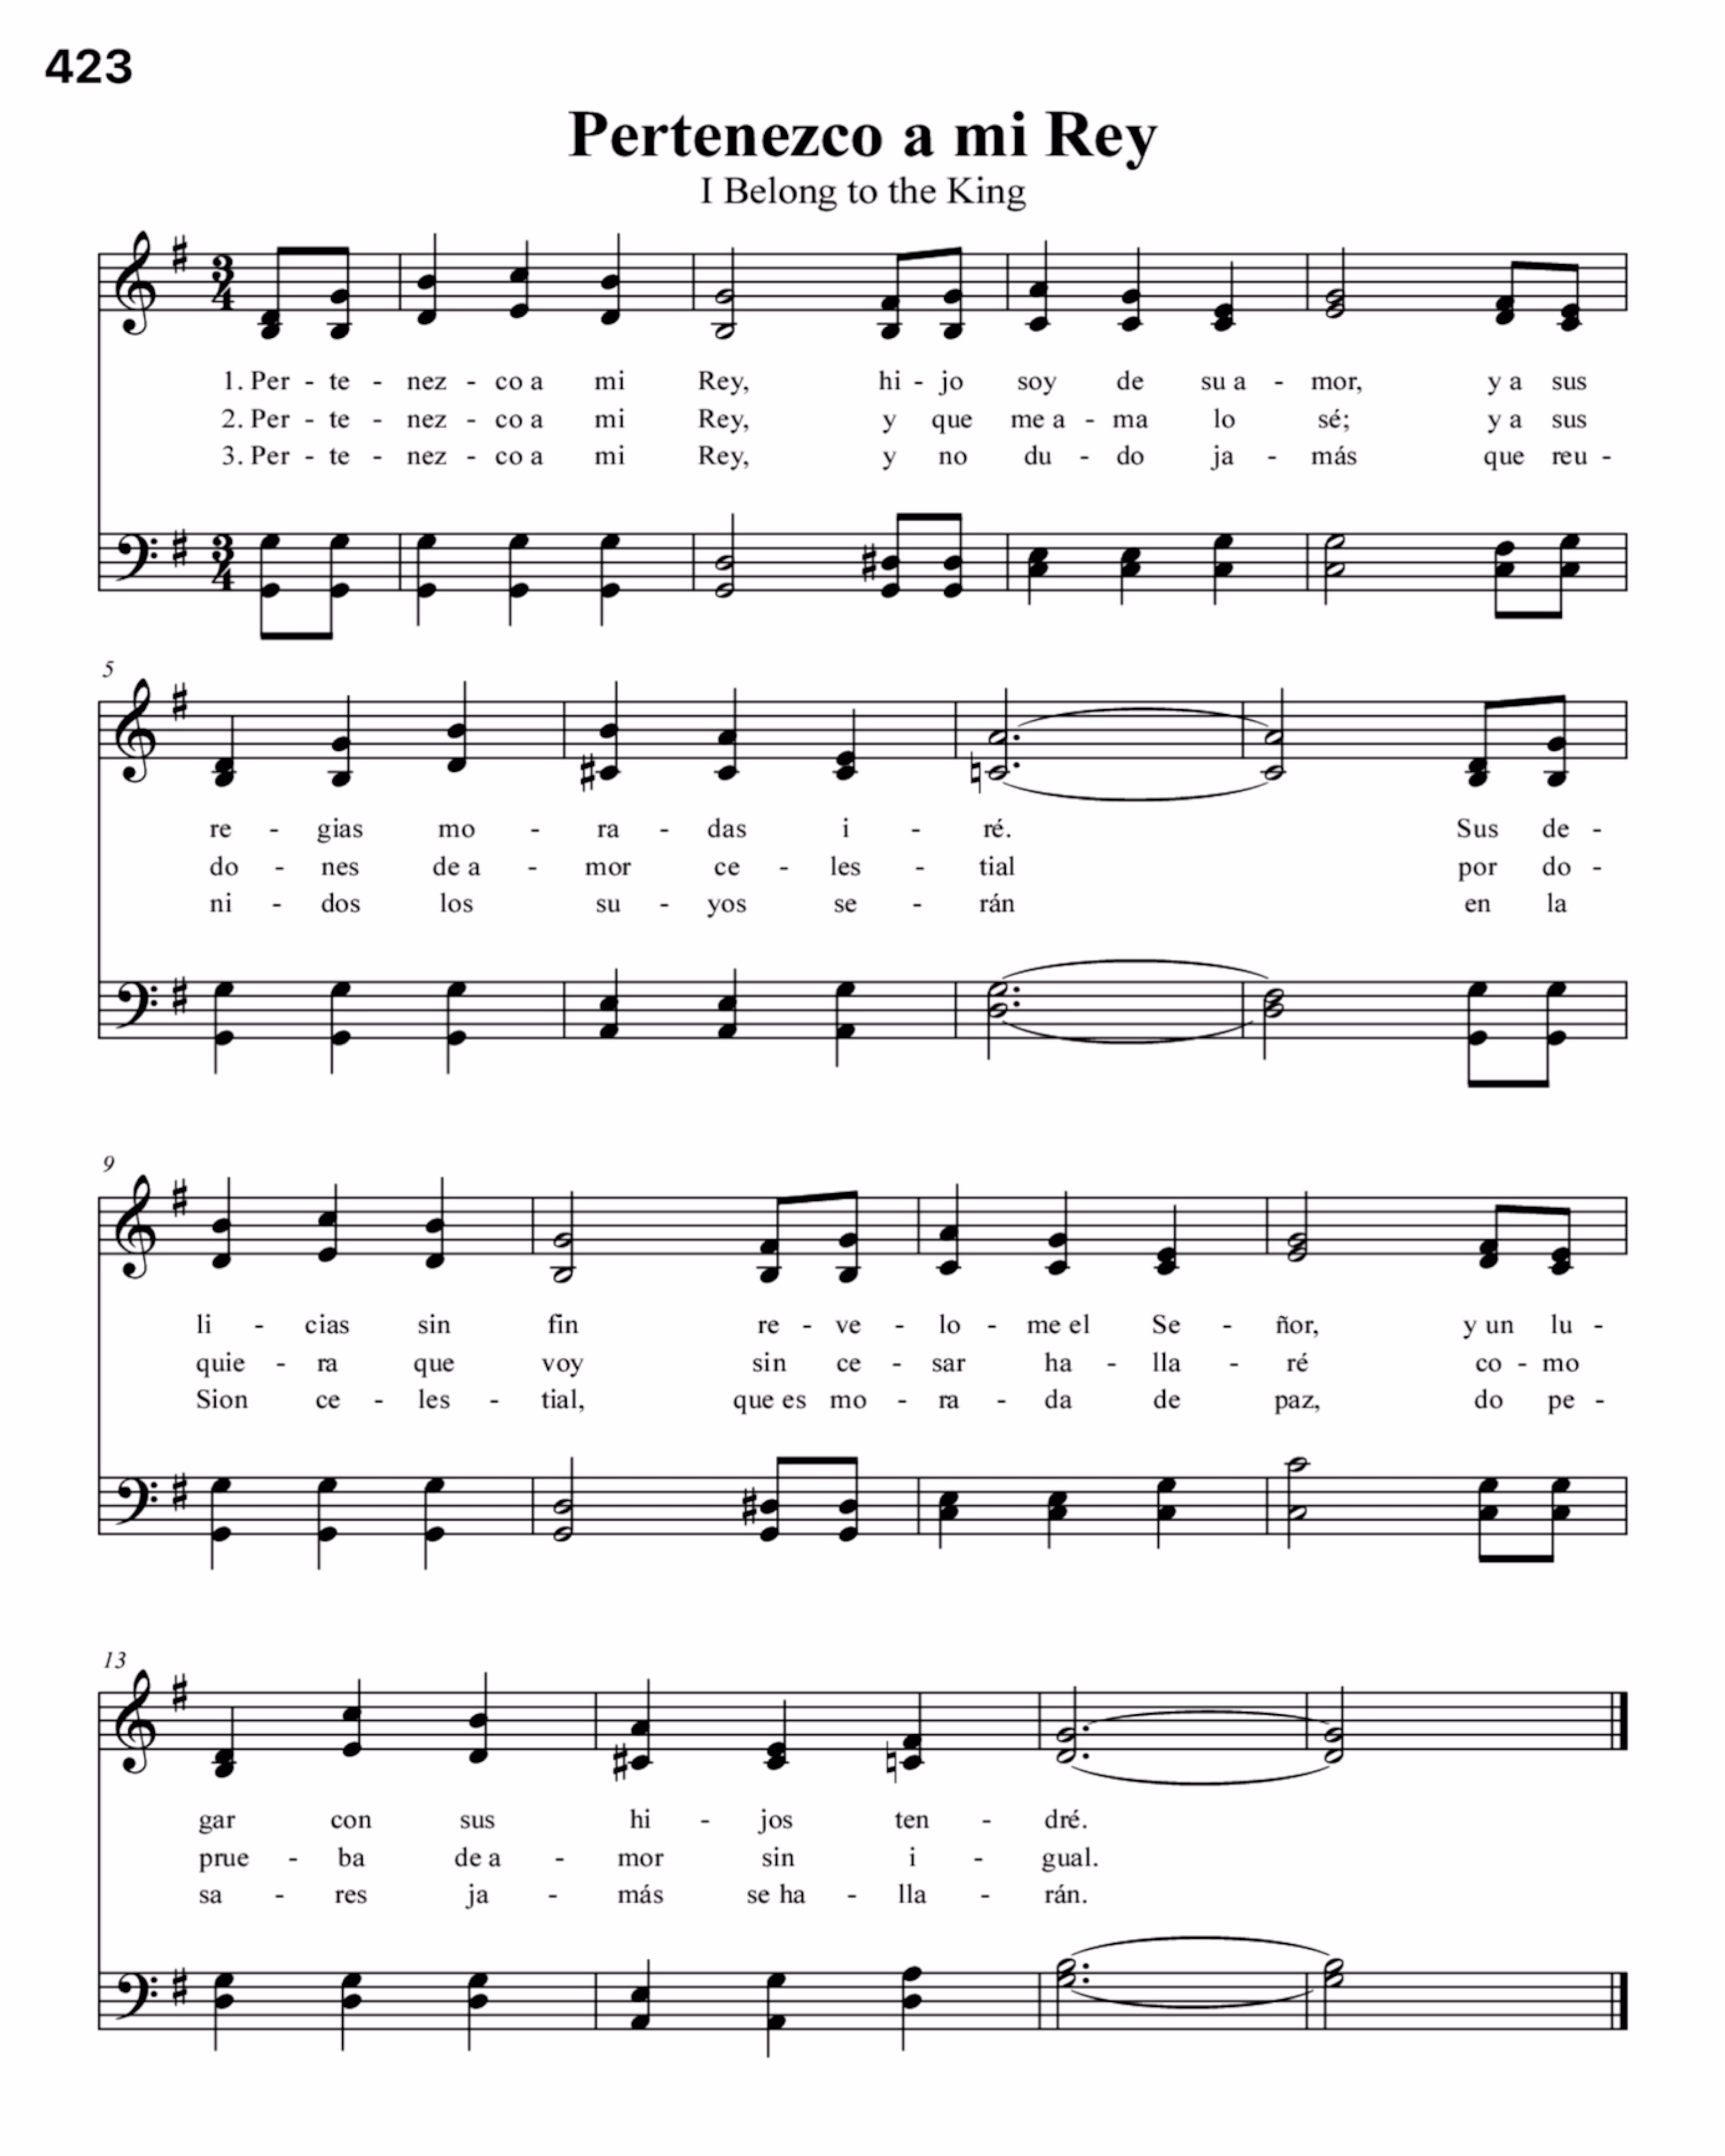 423
Pertenezco a mi Rey
I Belong to the King
1. Per - te - nez - co a mi Rey, hi - jo soy de su a - mor, y a sus
2. Per - te - nez - co a mi Rey, y que me a - ma lo sé; y a sus
3. Per - te - nez - co a mi Rey, y no du - do ja - más que reu -
5
re - gias mo - ra - das i - ré. Sus de -
do - nes de a - mor ce - les - tial por do -
ni - dos los su - yos se - rán en la
9
li - cias sin fin re - ve - lo - me el Se - ñor, y un lu -
quie - ra que voy sin ce - sar ha - lla - ré co - mo
Sion ce - les - tial, que es mo - ra - da de paz, do pe -
13
gar con sus hi - jos ten - dré.
prue - ba de a - mor sin i - gual.
sa - res ja - más se ha - lla - rán.